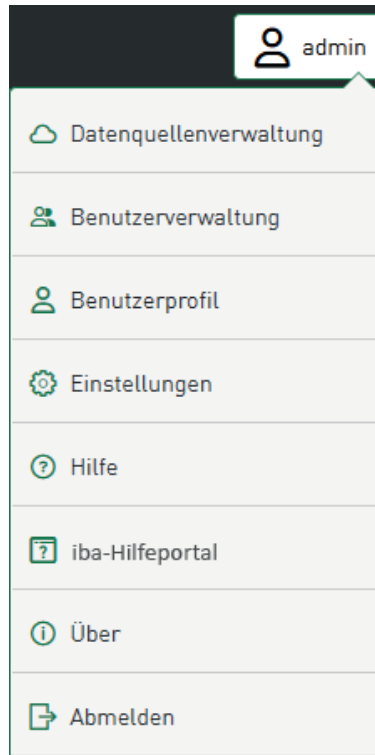 admin
Datenquellenverwaltung
Benutzerverwaltung
Benutzerprofil
Einstellungen
Hilfe
iba-Hilfeportal
Über
Abmelden